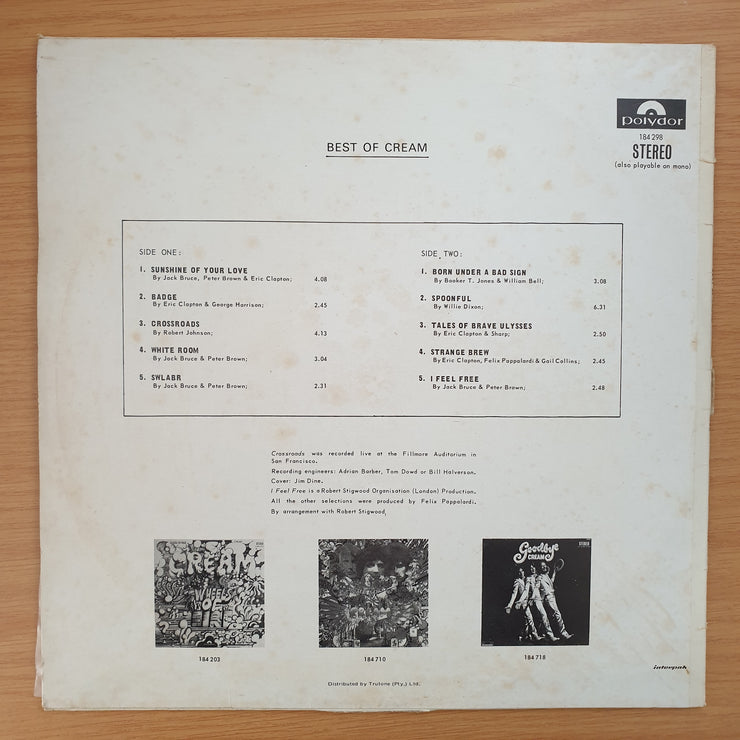 polydor
184 298
STEREO
(also playable on mono)
BEST OF CREAM
SIDE ONE:
1. SUNSHINE OF YOUR LOVE
By Jack Bruce, Peter Brown & Eric Clapton; 4.08
2. BADGE
By Eric Clapton & George Harrison; 2.45
3. CROSSROADS
By Robert Johnson; 4.13
4. WHITE ROOM
By Jack Bruce & Peter Brown; 3.04
5. SWLABR
By Jack Bruce & Peter Brown; 2.31
SIDE TWO:
1. BORN UNDER A BAD SIGN
By Booker T. Jones & William Bell; 3.08
2. SPOONFUL
By Willie Dixon; 6.31
3. TALES OF BRAVE ULYSSES
By Eric Clapton & Sharp; 2.50
4. STRANGE BREW
By Eric Clapton, Felix Pappalardi & Gail Collins; 2.45
5. I FEEL FREE
By Jack Bruce & Peter Brown; 2.48
Crossroads was recorded live at the Fillmore Auditorium in
San Francisco.
Recording engineers: Adrian Barber, Tom Dowd or Bill Halverson.
Cover: Jim Dine.
I Feel Free is a Robert Stigwood Organisation (London) Production.
All the other selections were produced by Felix Pappalardi.
By arrangement with Robert Stigwood.
CREAM
WHEELS
OF
184 203
CREAM
184 710
Goodbye
CREAM
184 718
interpak
Distributed by Trutone (Pty.) Ltd.